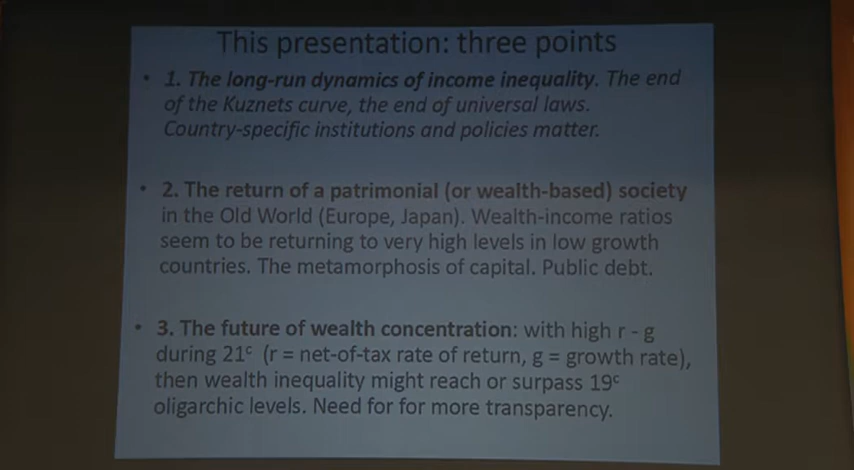 This presentation: three points
• 1. The long-run dynamics of income inequality. The end
of the Kuznets curve, the end of universal laws.
Country-specific institutions and policies matter.
• 2. The return of a patrimonial (or wealth-based) society
in the Old World (Europe, Japan). Wealth-income ratios
seem to be returning to very high levels in low growth
countries. The metamorphosis of capital. Public debt.
• 3. The future of wealth concentration: with high r - g
during 21ᶜ (r = net-of-tax rate of return, g = growth rate),
then wealth inequality might reach or surpass 19ᶜ
oligarchic levels. Need for for more transparency.